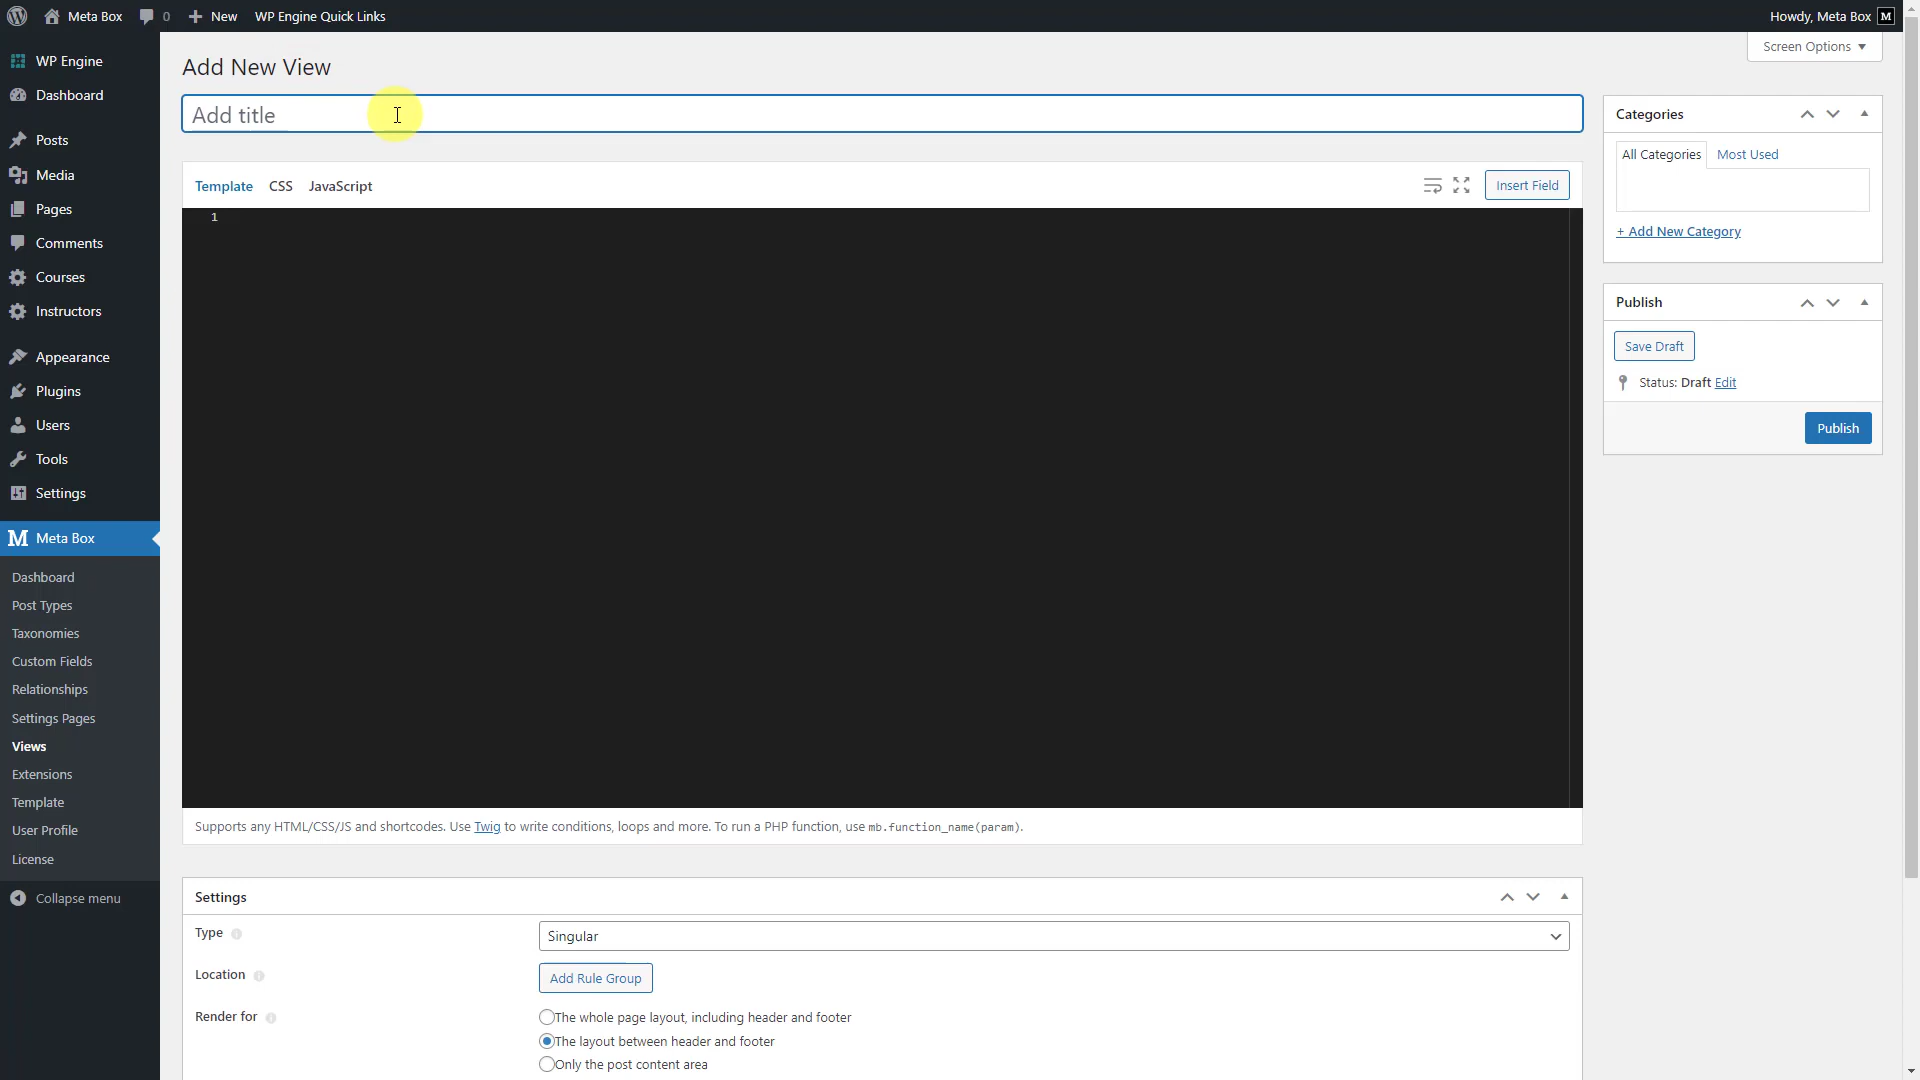 Meta Box 0 New WP Engine Quick Links Howdy, Meta Box M
Screen Options
WP Engine
Dashboard
Posts
Media
Pages
Comments
Courses
Instructors
Appearance
Plugins
Users
Tools
Settings
M Meta Box
Dashboard
Post Types
Taxonomies
Custom Fields
Relationships
Settings Pages
Views
Extensions
Template
User Profile
License
Collapse menu
Add New View
Add title
Template CSS JavaScript Insert Field
1
Supports any HTML/CSS/JS and shortcodes. Use Twig to write conditions, loops and more. To run a PHP function, use mb.function_name(param).
Settings
Type Singular
Location Add Rule Group
Render for The whole page layout, including header and footer
The layout between header and footer
Only the post content area
Categories
All Categories Most Used
+ Add New Category
Publish
Save Draft
Status: Draft Edit
Publish